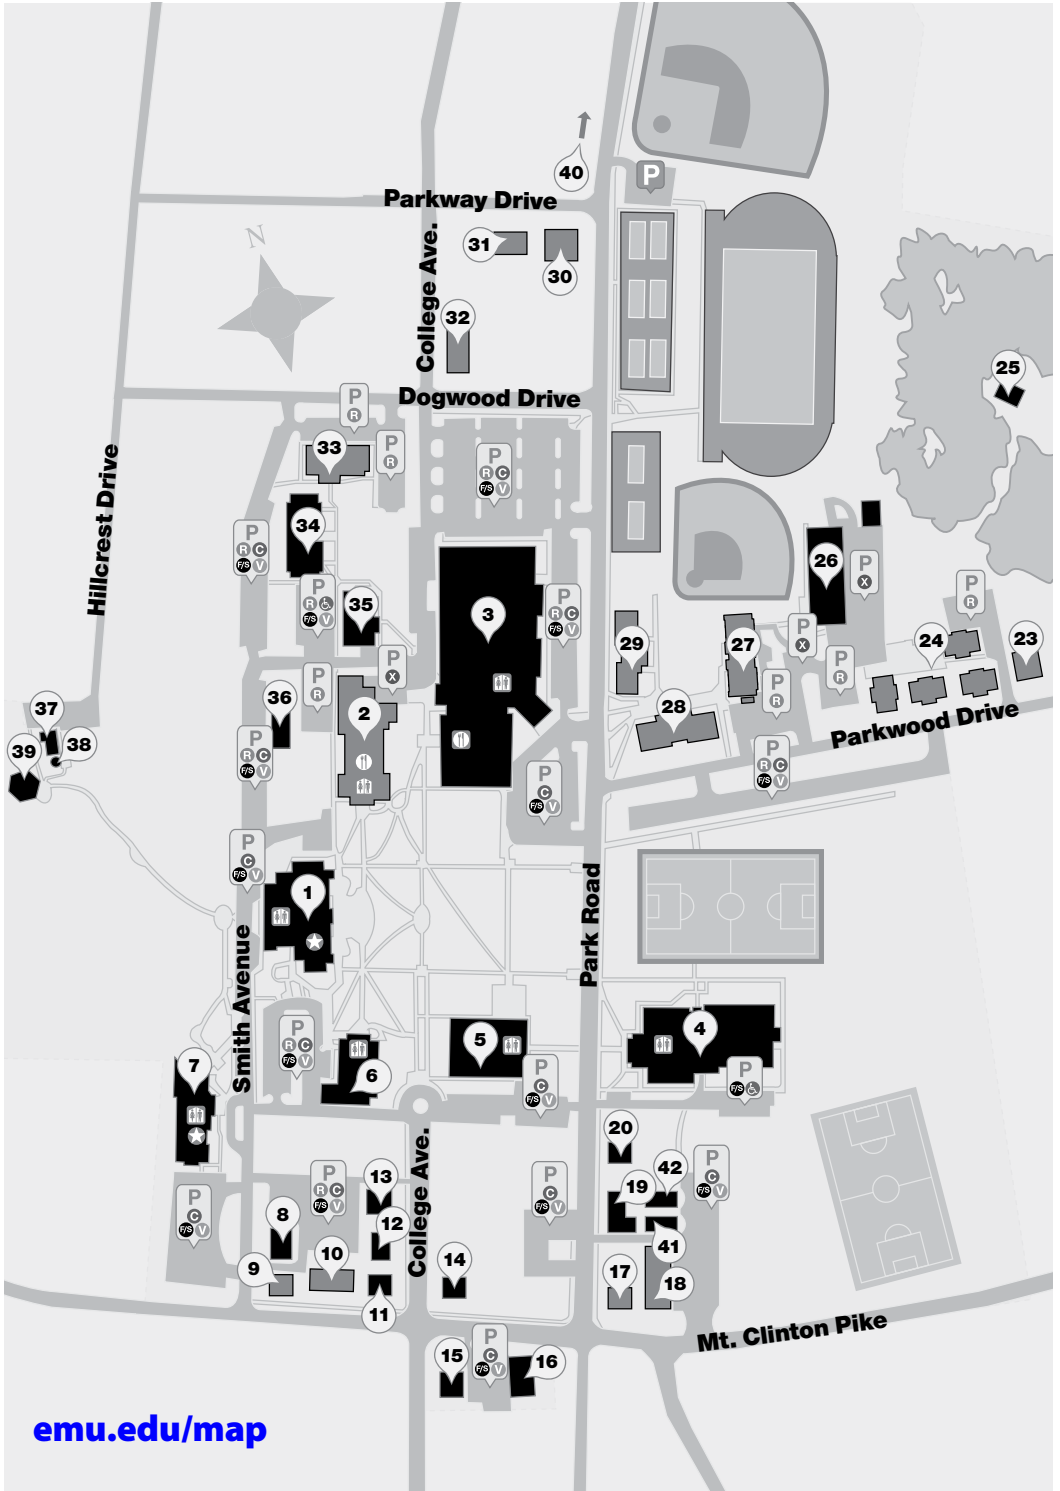 N
40
P
Parkway Drive
31
30
College Ave.
32
25
P
R
Dogwood Drive
33
P
R
P
R C
F/S V
Hillcrest Drive
34
P
R C
F/S V
26
P
X
P
R
F/S V
35
3
P
R C
F/S V
P
R
29
27
P
X
24
23
P
X
P
R
P
R
P
R
36
2
28
37
38
39
P
R C
F/S V
Parkwood Drive
P
R C
F/S V
P
C
F/S V
P
C
F/S V
1
Park Road
Smith Avenue
P
R C
F/S V
5
4
6
7
P
C
F/S V
P
F/S
20
42
19
P
C
F/S V
P
R C
F/S V
13
P
C
F/S V
P
C
F/S V
8
12
College Ave.
41
9
10
14
17
18
11
Mt. Clinton Pike
15
P
C
F/S V
16
emu.edu/map